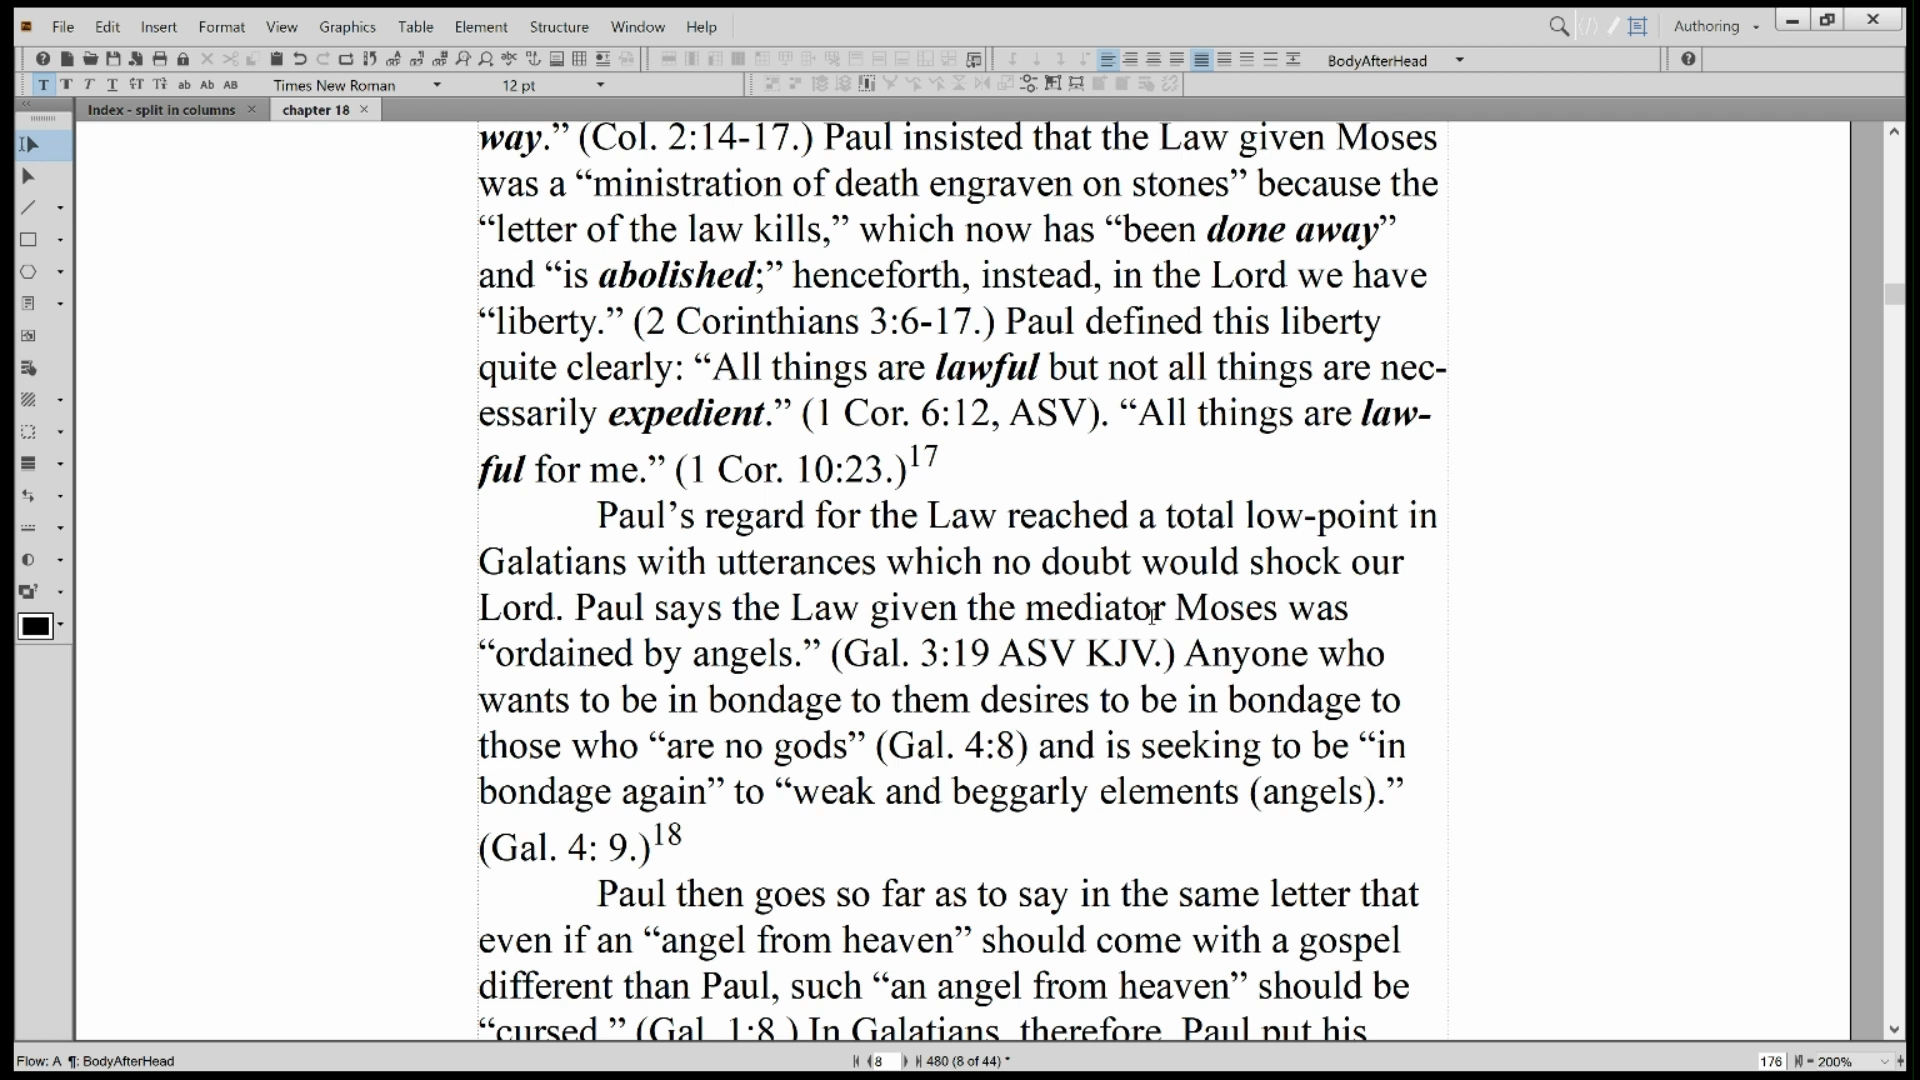 File Edit Insert Format View Graphics Table Element Structure Window Help
Authoring
BodyAfterHead
Times New Roman 12 pt
Index - split in columns chapter 18
way.” (Col. 2:14-17.) Paul insisted that the Law given Moses
was a “ministration of death engraven on stones” because the
“letter of the law kills,” which now has “been done away”
and “is abolished;” henceforth, instead, in the Lord we have
“liberty.” (2 Corinthians 3:6-17.) Paul defined this liberty
quite clearly: “All things are lawful but not all things are nec-
essarily expedient.” (1 Cor. 6:12, ASV). “All things are law-
ful for me.” (1 Cor. 10:23.)17
Paul’s regard for the Law reached a total low-point in
Galatians with utterances which no doubt would shock our
Lord. Paul says the Law given the mediator Moses was
“ordained by angels.” (Gal. 3:19 ASV KJV.) Anyone who
wants to be in bondage to them desires to be in bondage to
those who “are no gods” (Gal. 4:8) and is seeking to be “in
bondage again” to “weak and beggarly elements (angels).”
(Gal. 4: 9.)18
Paul then goes so far as to say in the same letter that
even if an “angel from heaven” should come with a gospel
different than Paul, such “an angel from heaven” should be
“cursed.” (Gal. 1:8.) In Galatians, therefore, Paul put his
Flow: A ¶: BodyAfterHead 8 480 (8 of 44) * 176 = 200%